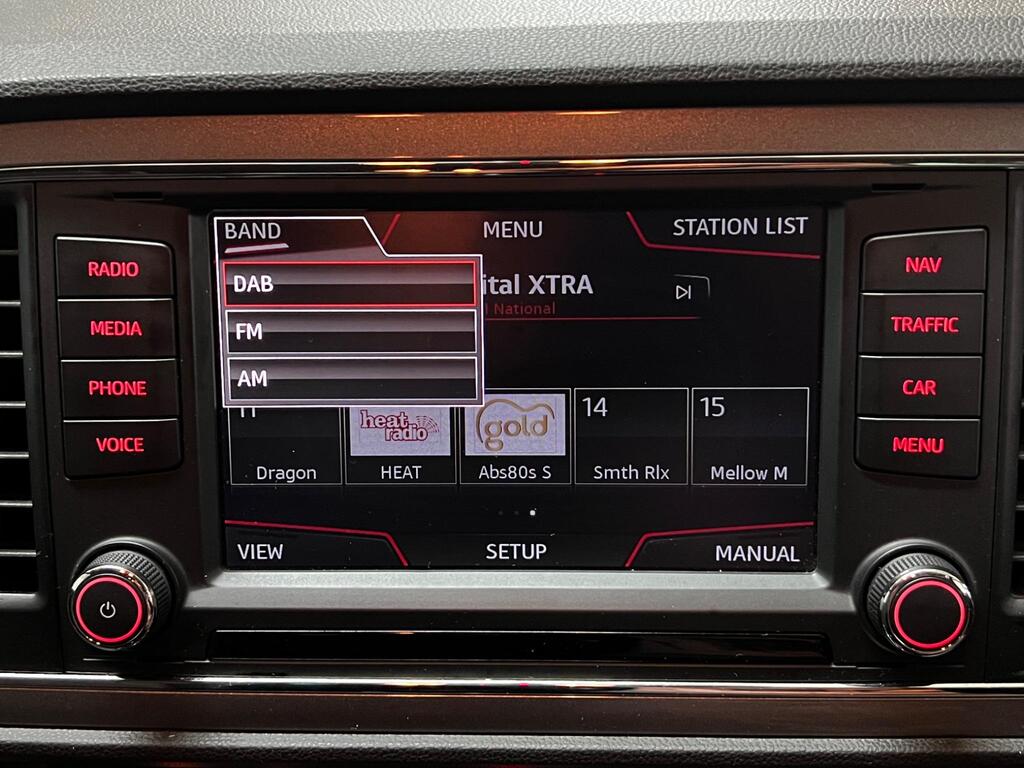 BAND
MENU
STATION LIST
RADIO
NAV
DAB
ital XTRA
National
MEDIA
FM
TRAFFIC
PHONE
AM
CAR
14
15
heat
radio
gold
VOICE
MENU
Dragon
HEAT
Abs80s S
Smth Rlx
Mellow M
VIEW
SETUP
MANUAL